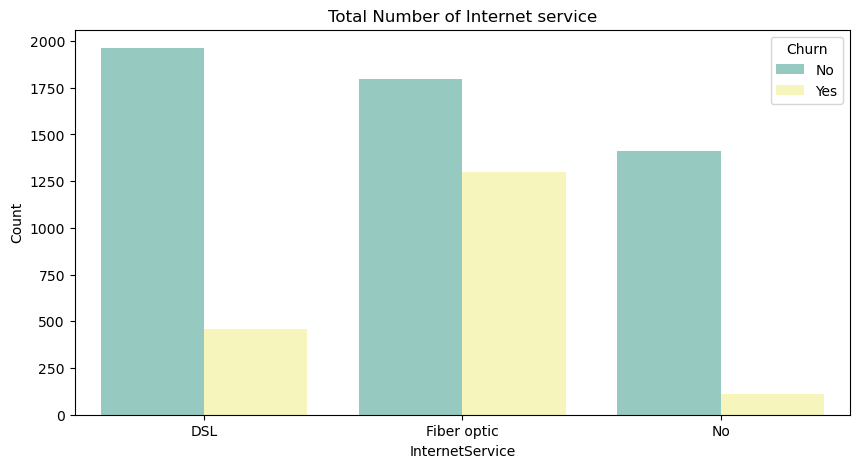 Total Number of Internet service
Churn
No
Yes
2000
1750
1500
1250
1000
750
500
250
0
Count
DSL
Fiber optic
No
InternetService